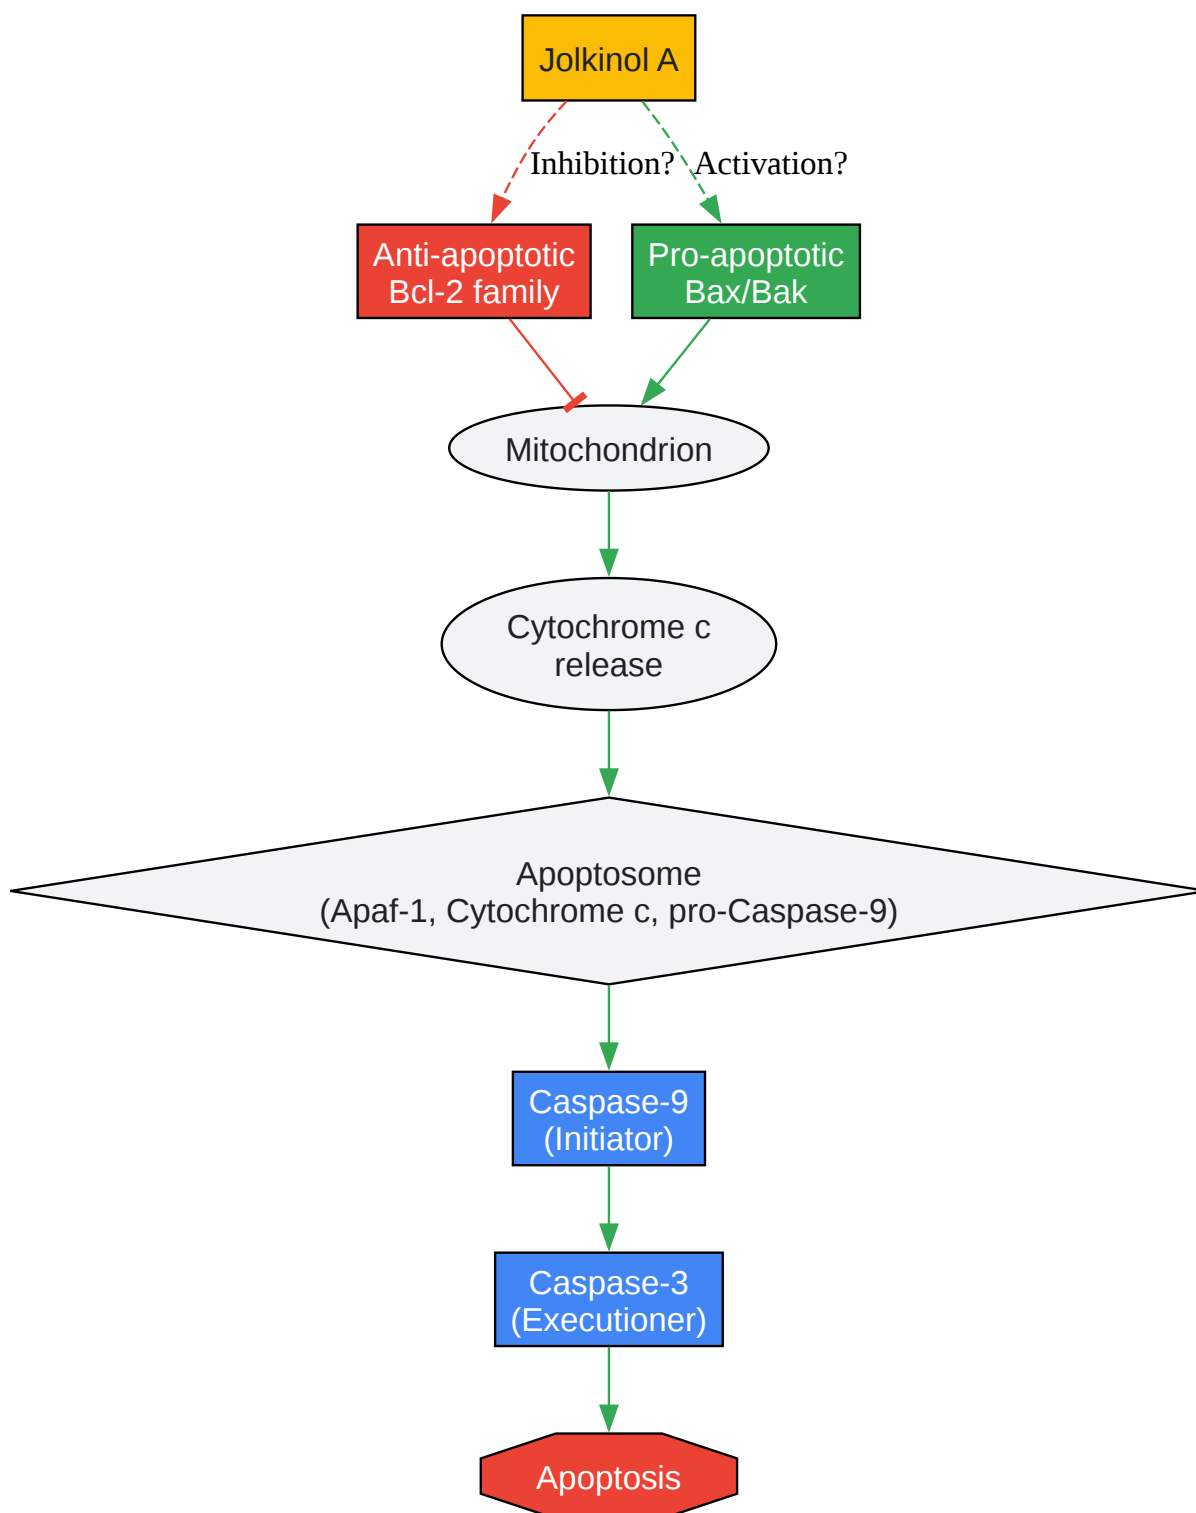 Jolkinol A
Inhibition?
Activation?
Anti-apoptotic
Bcl-2 family
Pro-apoptotic
Bax/Bak
Mitochondrion
Cytochrome c
release
Apoptosome
(Apaf-1, Cytochrome c, pro-Caspase-9)
Caspase-9
(Initiator)
Caspase-3
(Executioner)
Apoptosis